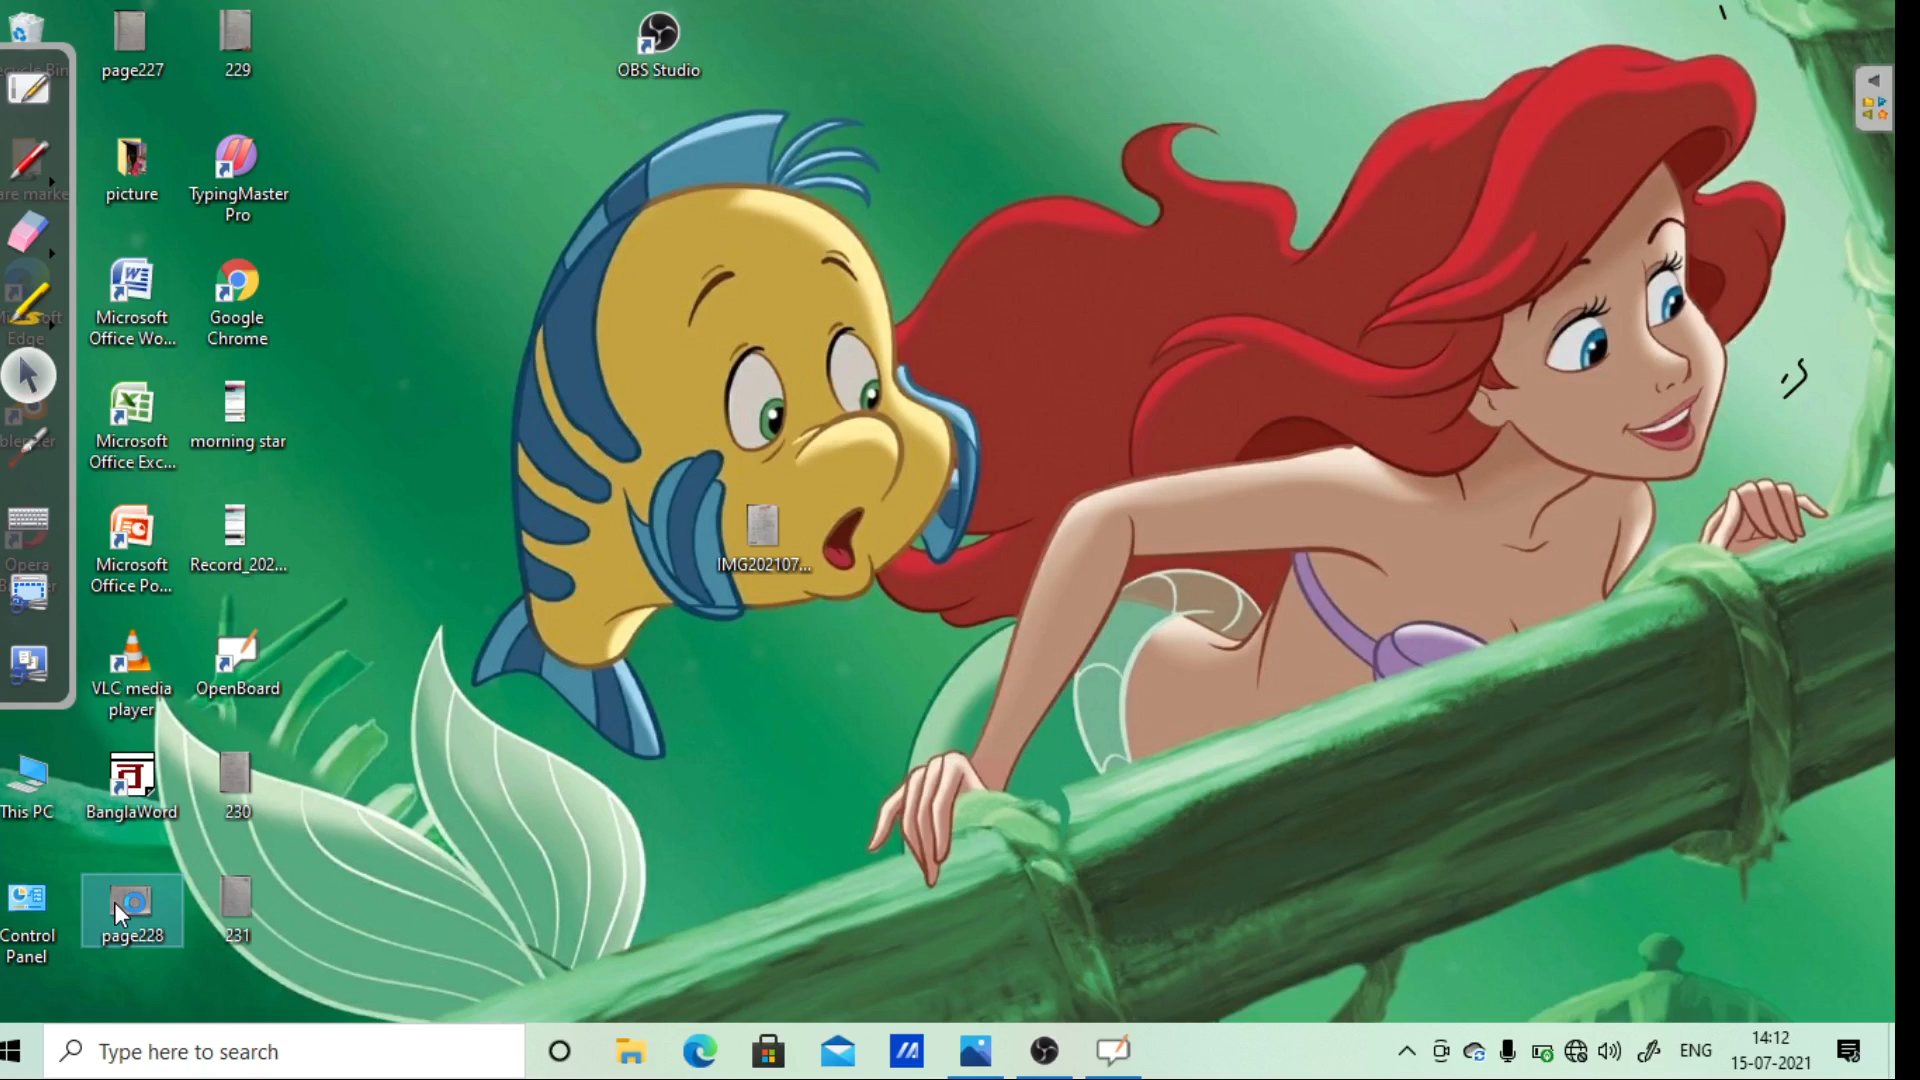 page227
229
OBS Studio
picture
TypingMaster
Pro
Microsoft
Office Wo...
Google
Chrome
Edge
Microsoft
Office Exc...
morning star
Microsoft
Office Po...
Record_202...
IMG202107...
Opera
VLC media
player
OpenBoard
This PC
BanglaWord
230
Control
Panel
page228
231
Type here to search
ENG
14:12
15-07-2021